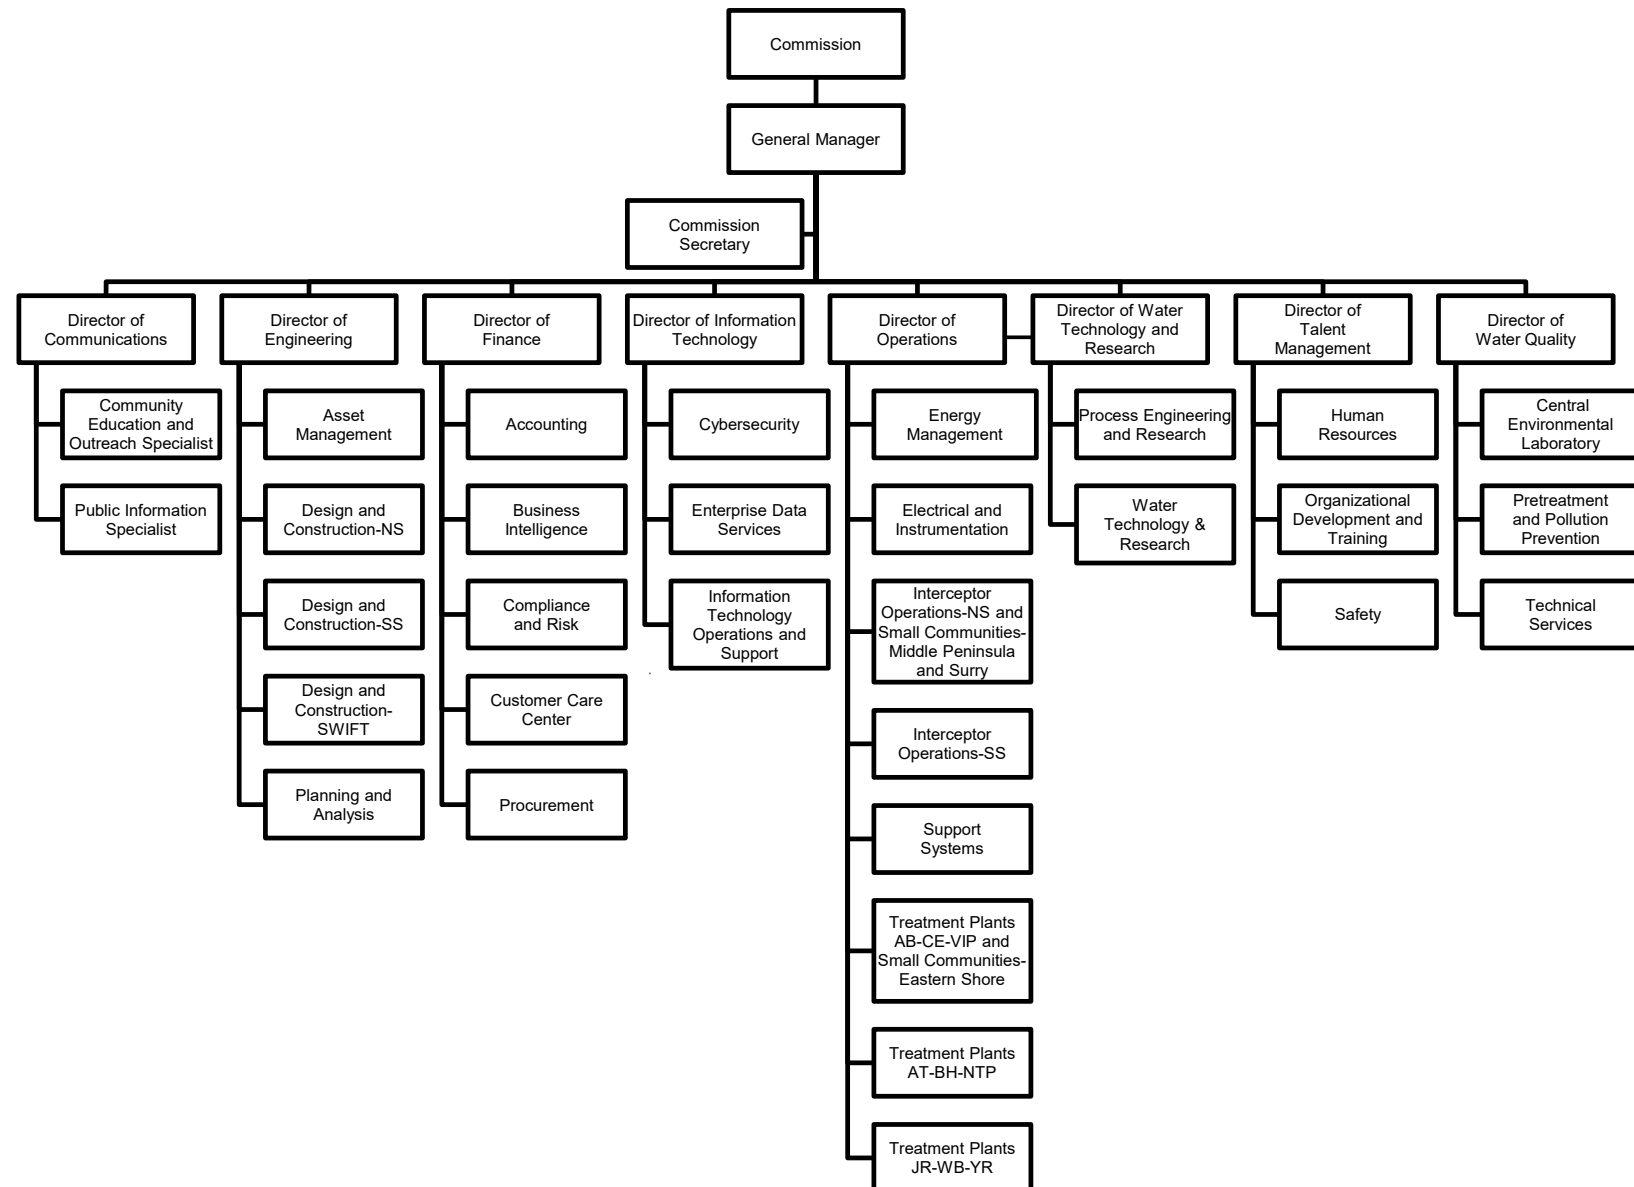 Commission
General Manager
Commission
Secretary
Director of
Communications
Director of
Engineering
Director of
Finance
Director of Information
Technology
Director of
Operations
Director of Water
Technology and
Research
Director of
Talent
Management
Director of
Water Quality
Community
Education and
Outreach Specialist
Public Information
Specialist
Asset
Management
Design and
Construction-NS
Design and
Construction-SS
Design and
Construction-
SWIFT
Planning and
Analysis
Accounting
Business
Intelligence
Compliance
and Risk
Customer Care
Center
Procurement
Cybersecurity
Enterprise Data
Services
Information
Technology
Operations and
Support
Energy
Management
Electrical and
Instrumentation
Interceptor
Operations-NS and
Small Communities-
Middle Peninsula
and Surry
Interceptor
Operations-SS
Support
Systems
Treatment Plants
AB-CE-VIP and
Small Communities-
Eastern Shore
Treatment Plants
AT-BH-NTP
Treatment Plants
JR-WB-YR
Process Engineering
and Research
Water
Technology &
Research
Human
Resources
Organizational
Development and
Training
Safety
Central
Environmental
Laboratory
Pretreatment
and Pollution
Prevention
Technical
Services